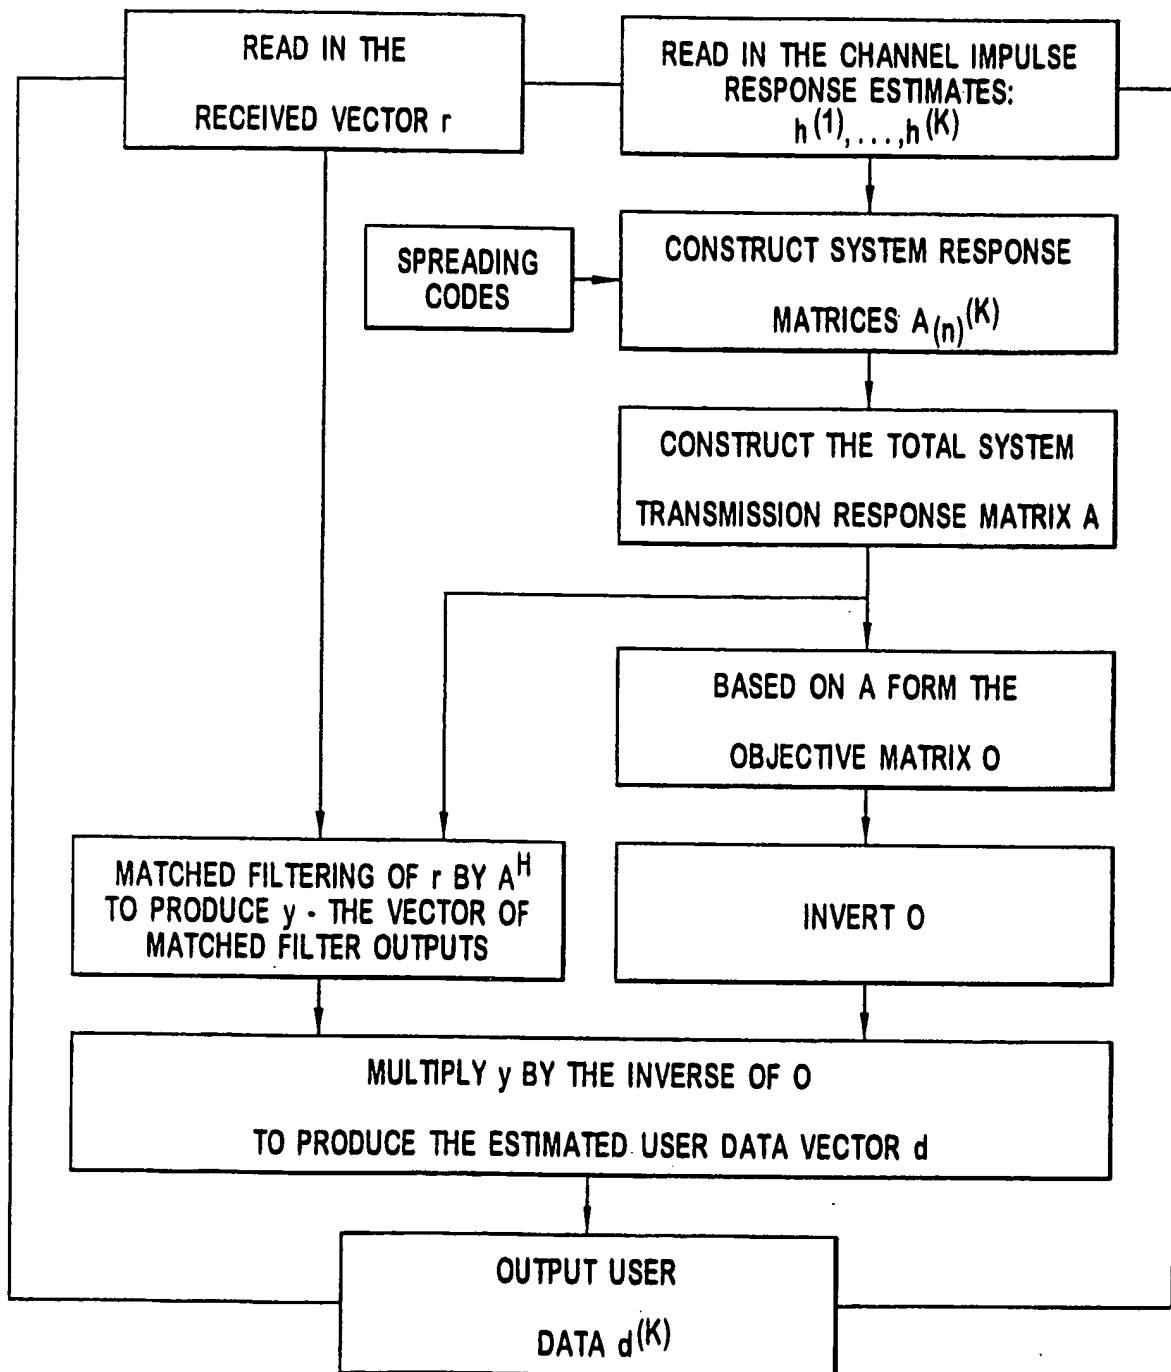 READ IN THE
RECEIVED VECTOR r
READ IN THE CHANNEL IMPULSE
RESPONSE ESTIMATES:
h(1),...,h(K)
SPREADING
CODES
CONSTRUCT SYSTEM RESPONSE
MATRICES A(n)(K)
CONSTRUCT THE TOTAL SYSTEM
TRANSMISSION RESPONSE MATRIX A
BASED ON A FORM THE
OBJECTIVE MATRIX O
MATCHED FILTERING OF r BY AH
TO PRODUCE y - THE VECTOR OF
MATCHED FILTER OUTPUTS
INVERT O
MULTIPLY y BY THE INVERSE OF O
TO PRODUCE THE ESTIMATED USER DATA VECTOR d
OUTPUT USER
DATA d(K)